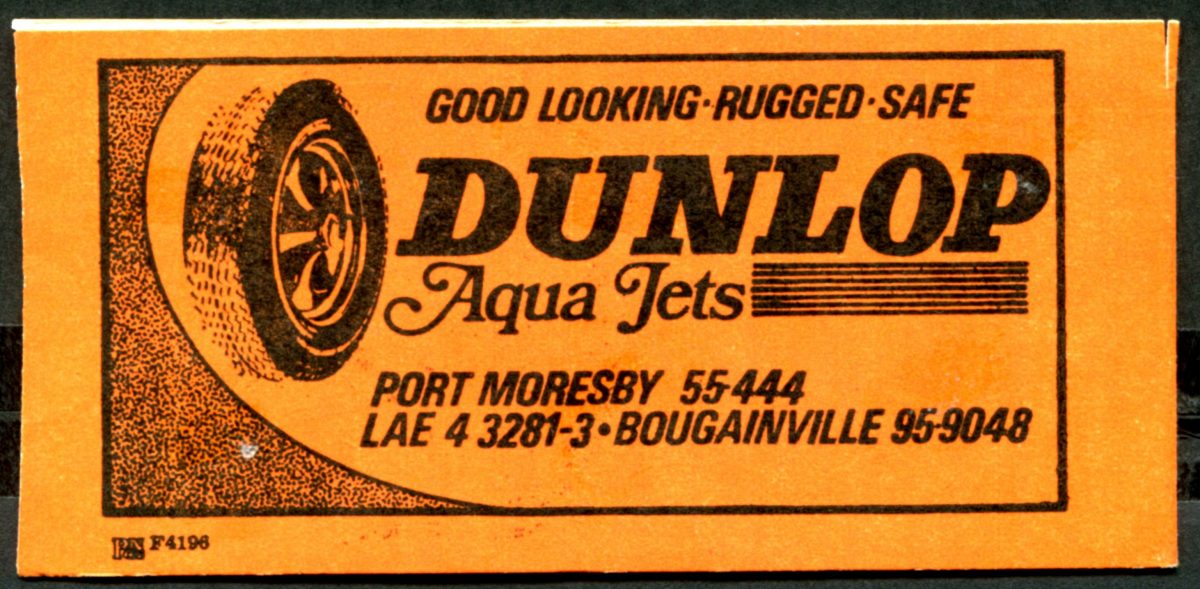 GOOD LOOKING·RUGGED·SAFE
DUNLOP
Aqua Jets
PORT MORESBY 55-444
LAE 4 3281-3•BOUGAINVILLE 95-9048
F4196